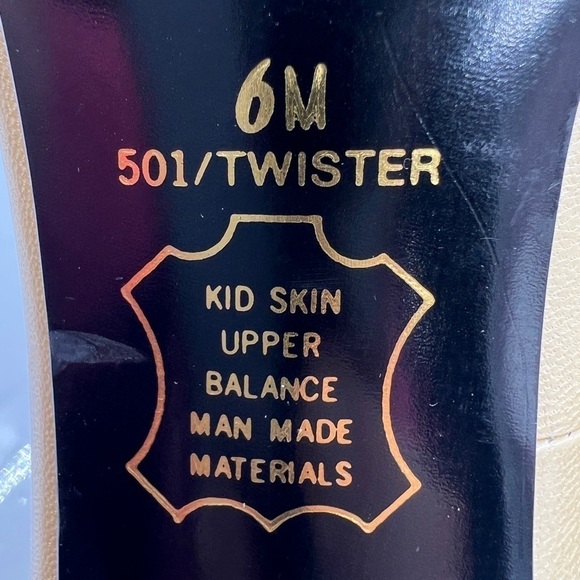 6M
501/TWISTER
KID SKIN
UPPER
BALANCE
MAN MADE
MATERIALS